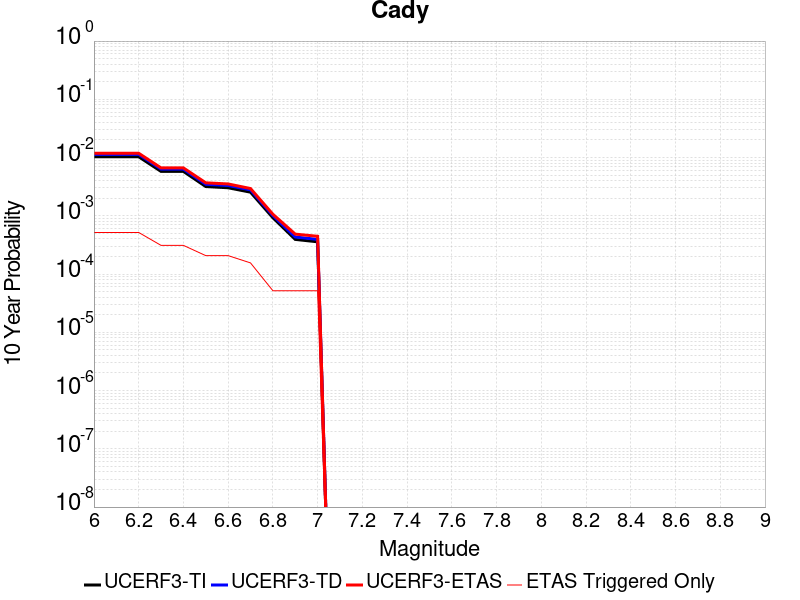 Cady
10 0
10 -1
10 -2
10 -3
10 -4
10 -5
10 -6
10 -7
10 -8
10 Year Probability
6 6.2 6.4 6.6 6.8 7 7.2 7.4 7.6 7.8 8 8.2 8.4 8.6 8.8 9
Magnitude
UCERF3-TI UCERF3-TD UCERF3-ETAS ETAS Triggered Only